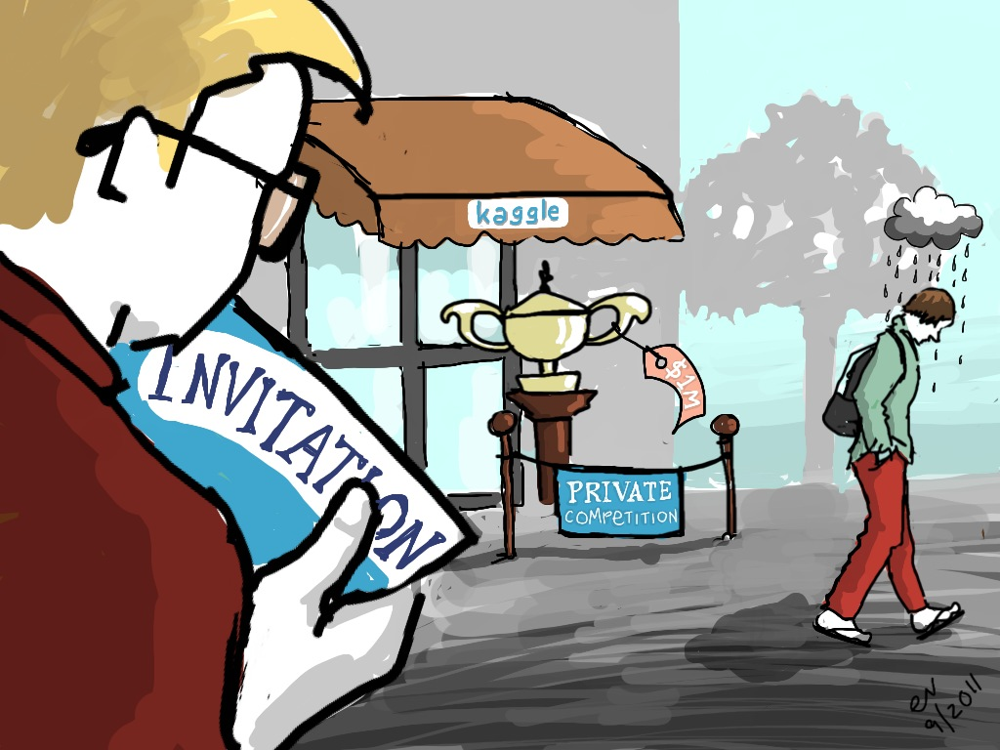 kaggle
INVITATION
$1M
PRIVATE
COMPETITION
eN
9/2011